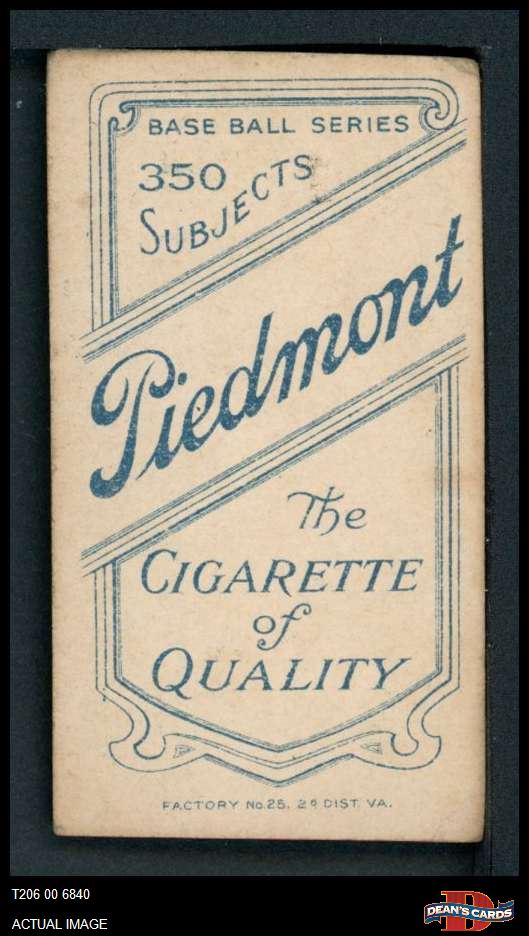 BASE BALL SERIES
350
SUBJECTS
Piedmont
The
CIGARETTE
of
QUALITY
FACTORY No. 25. 2D DIST. VA.
T206 00 6840
ACTUAL IMAGE
D
DEAN'S CARDS